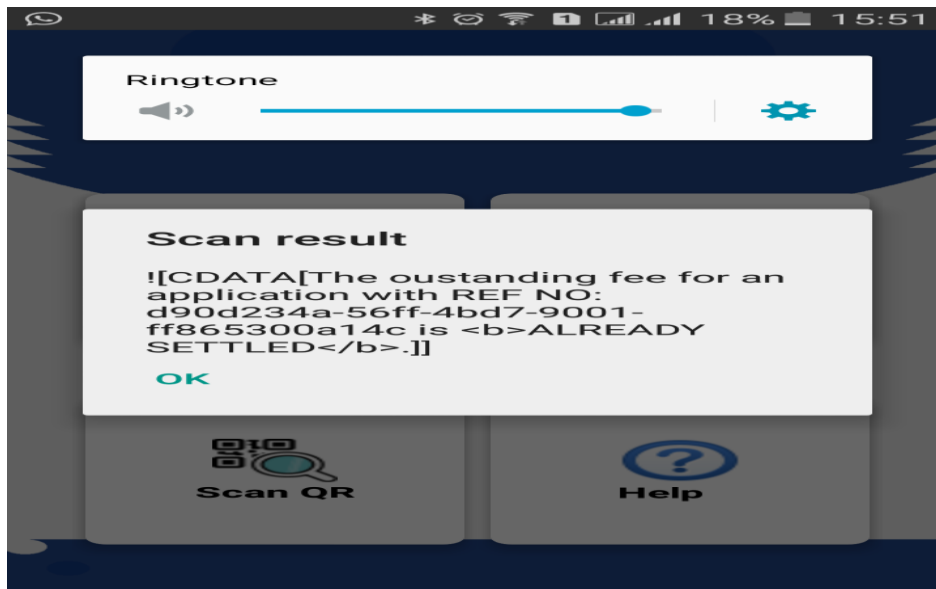 1 18% 15:51
Ringtone
Scan result
![CDATA[The oustanding fee for an
application with REF NO:
d90d234a-56ff-4bd7-9001-
ff865300a14c is <b>ALREADY
SETTLED</b>.]]
OK
Scan QR
Help